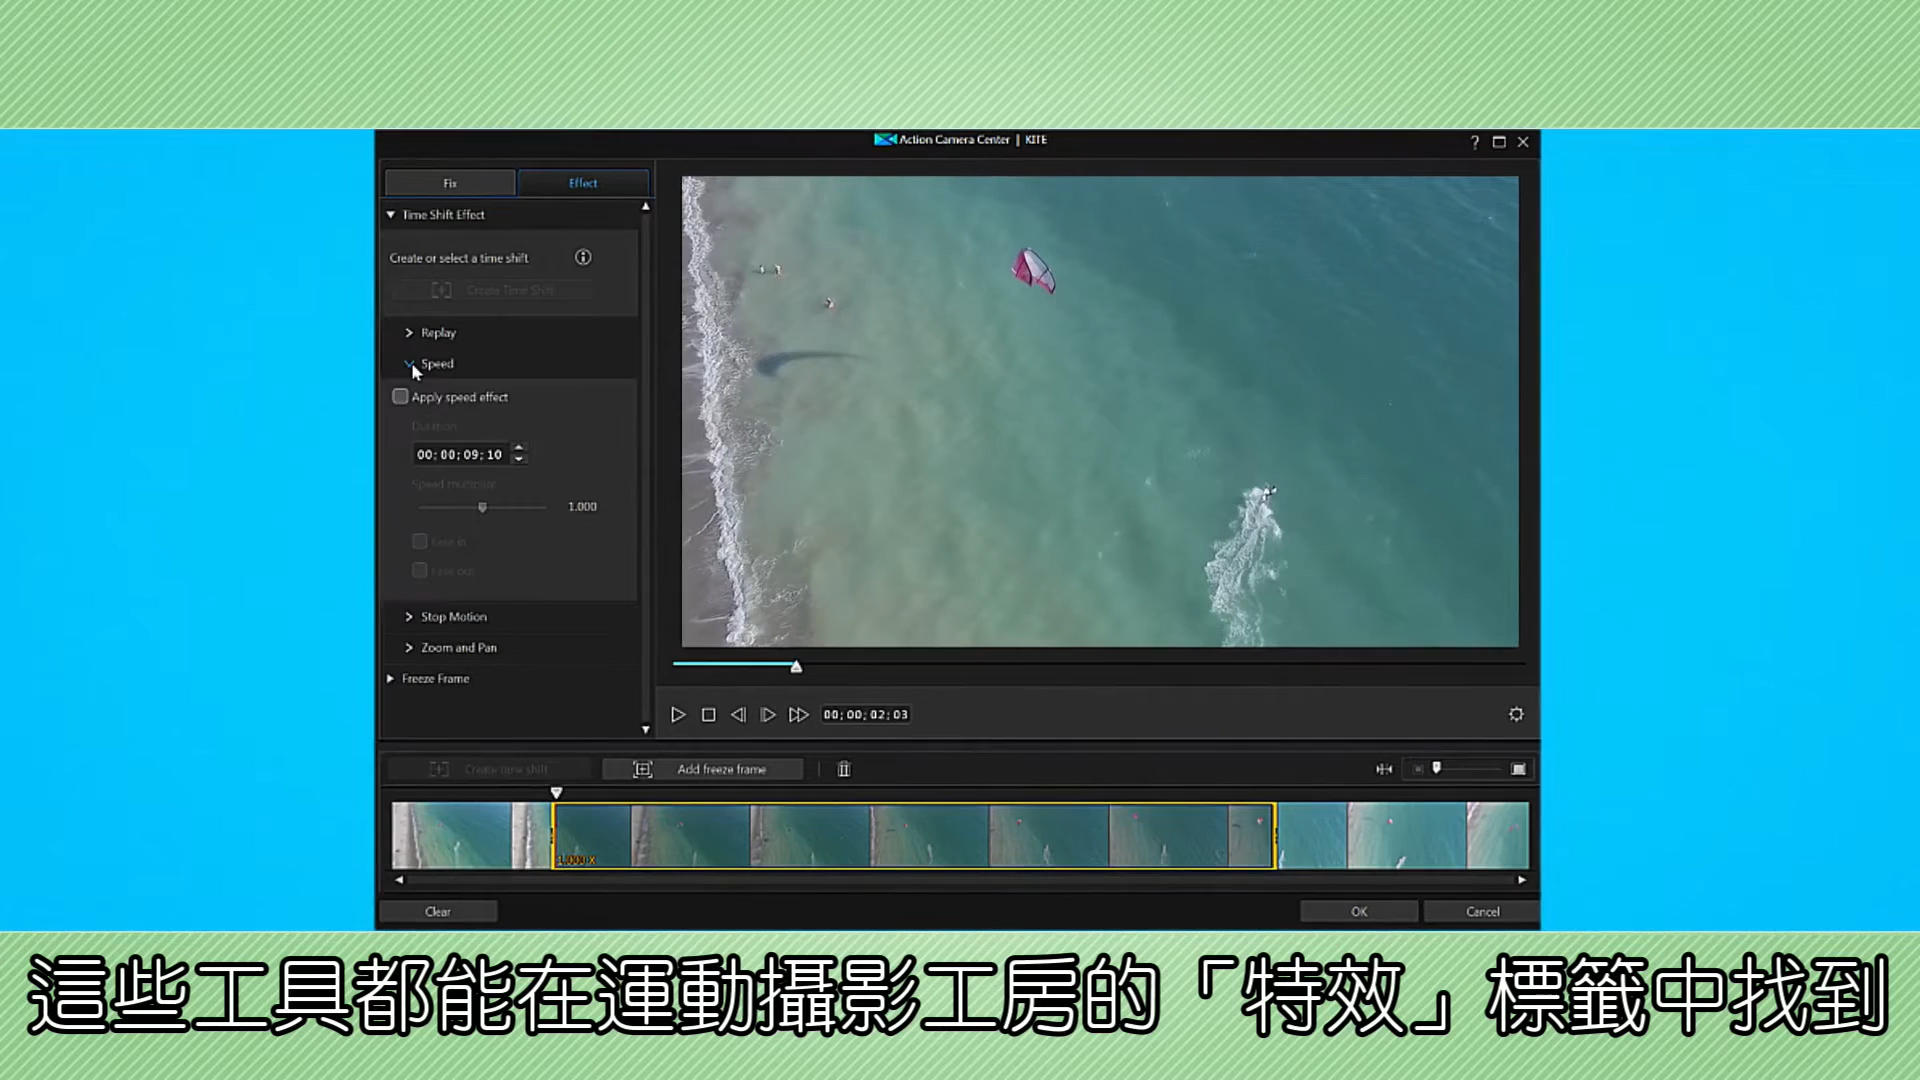 Action Camera Center | KITE
Fix
Effect
Time Shift Effect
Create or select a time shift
Create Time Shift
Replay
Speed
Apply speed effect
Duration
00;00;09;10
Speed multiplier
1.000
Ease in
Ease out
Stop Motion
Zoom and Pan
Freeze Frame
00;00;02;03
Create time shift
Add freeze frame
1.000 X
Clear
OK
Cancel
這些工具都能在運動攝影工房的「特效」標籤中找到